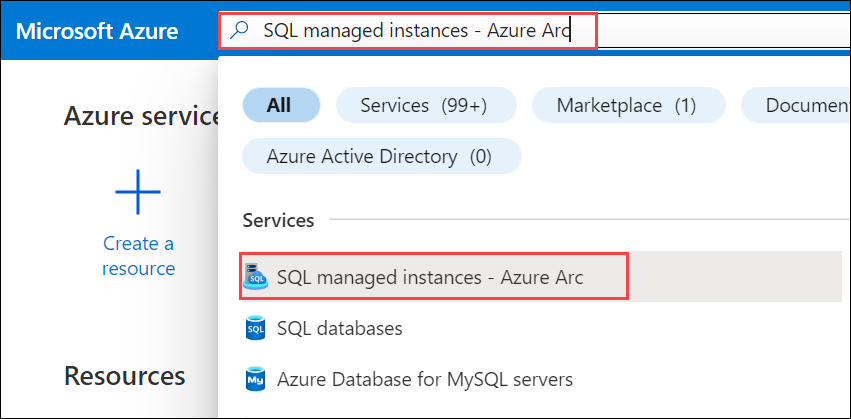 Microsoft Azure
SQL managed instances - Azure Arc
Azure service
All
Services (99+)
Marketplace (1)
Documen
Azure Active Directory (0)
Create a
resource
Services
SQL managed instances - Azure Arc
SQL databases
Azure Database for MySQL servers
Resources